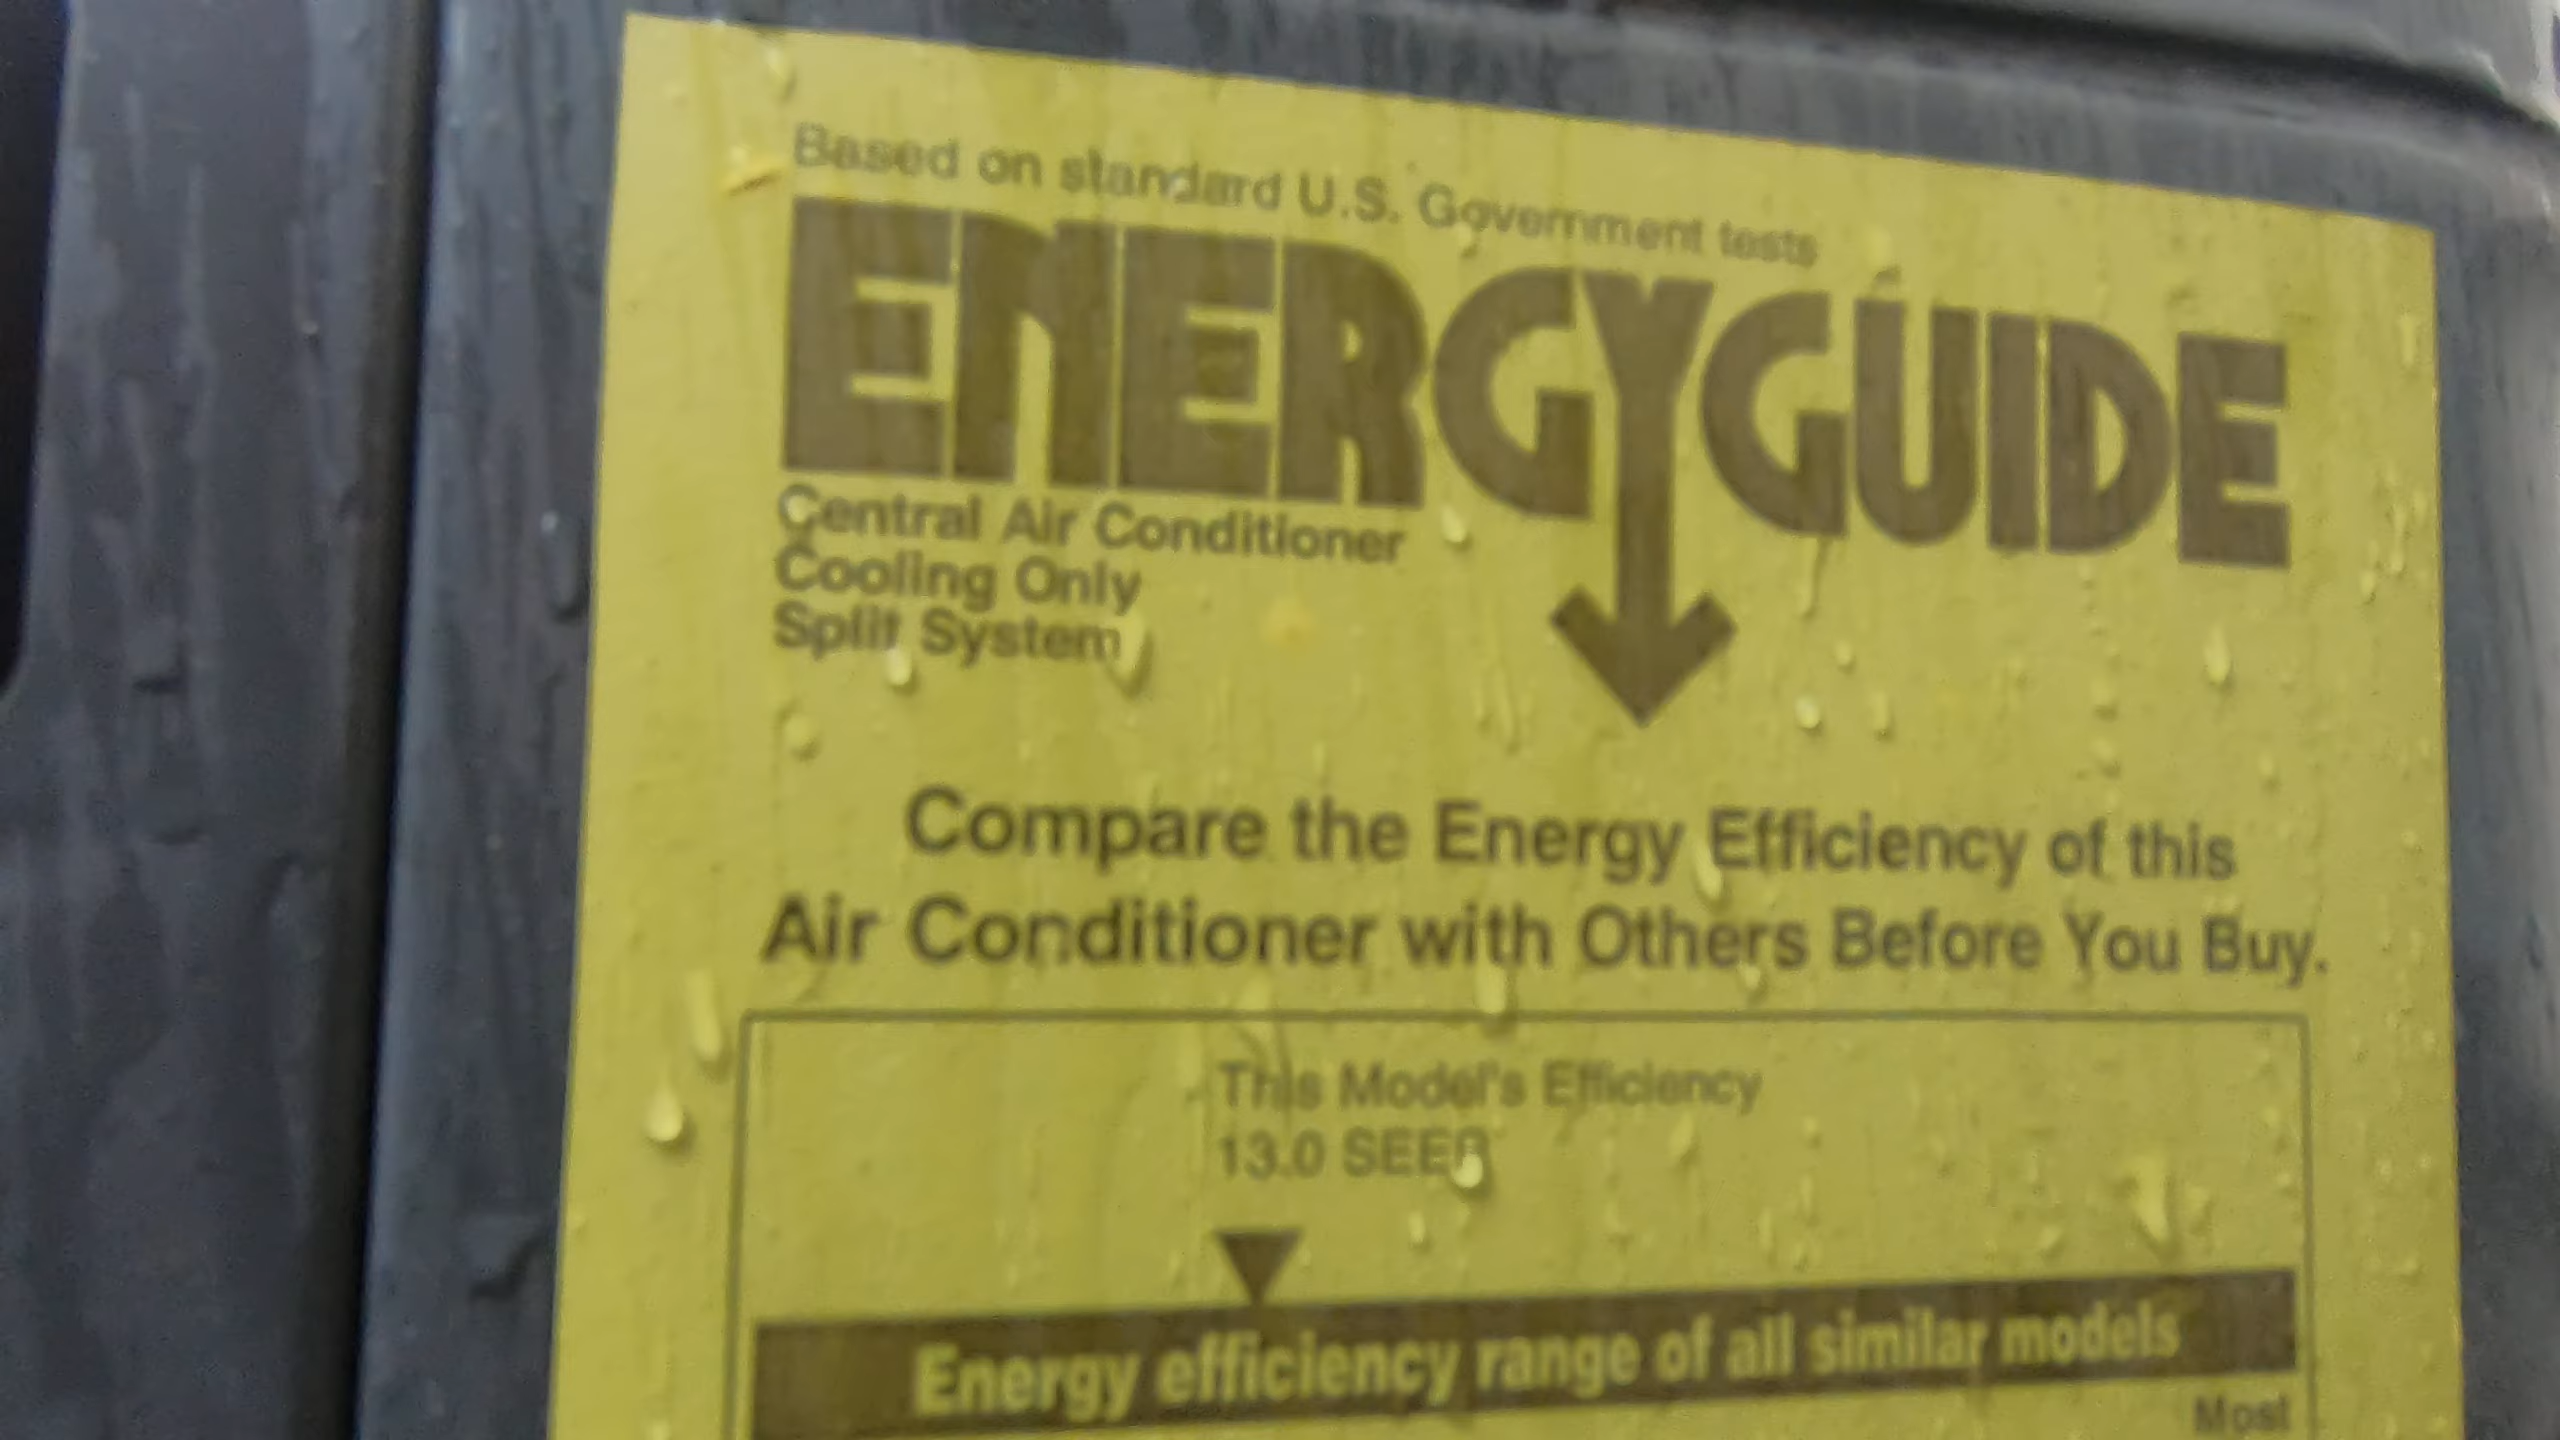 Based on standard U.S. Government tests
ENERGYGUIDE
Central Air Conditioner
Cooling Only
Split System
Compare the Energy Efficiency of this
Air Conditioner with Others Before You Buy.
This Model's Efficiency
13.0 SEER
Energy efficiency range of all similar models
Most